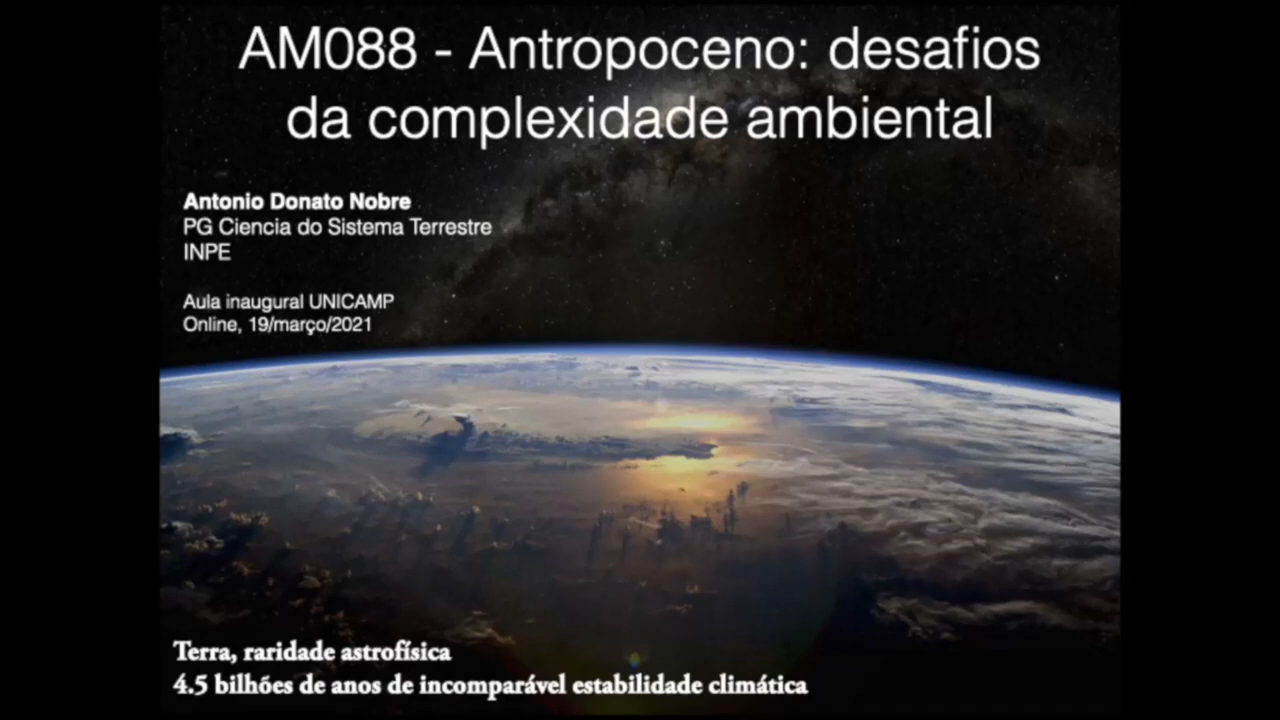 AM088 - Antropoceno: desafios
da complexidade ambiental
Antonio Donato Nobre
PG Ciencia do Sistema Terrestre
INPE
Aula inaugural UNICAMP
Online, 19/março/2021
Terra, raridade astrofísica
4.5 bilhões de anos de incomparável estabilidade climática